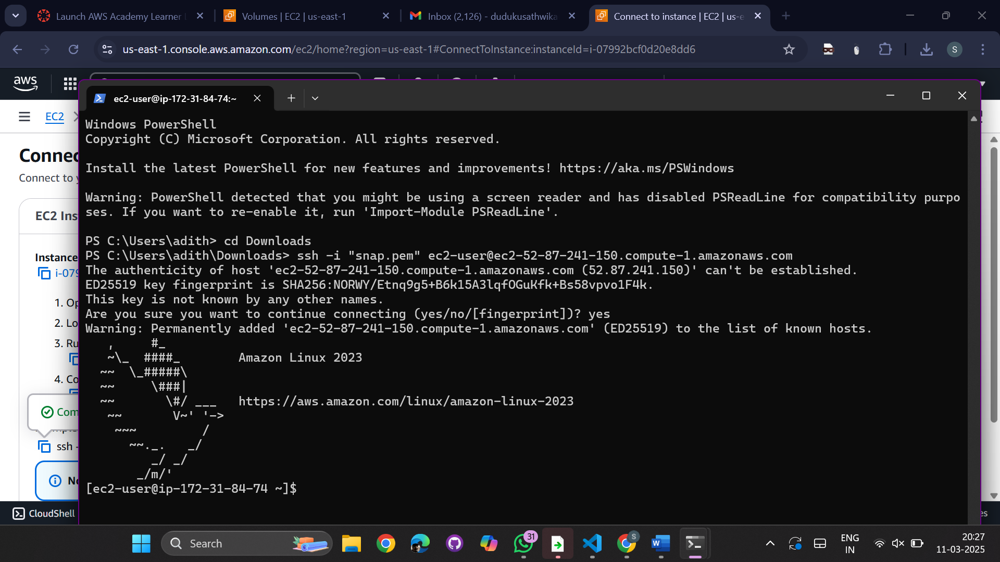 Launch AWS Academy Learner
Volumes | EC2 | us-east-1
Inbox (2,126) - dudukusathwika
Connect to instance | EC2 | us-e
us-east-1.console.aws.amazon.com/ec2/home?region=us-east-1#ConnectToInstance:instanceId=i-07992bcf0d20e8dd6
S
aws
ec2-user@ip-172-31-84-74:~
EC2
Connec
Connect to y
EC2 Ins
Instance
i-079
1. Op
2. Lo
3. Ru
4. Co
Com
ssh -
No
Windows PowerShell
Copyright (C) Microsoft Corporation. All rights reserved.
Install the latest PowerShell for new features and improvements! https://aka.ms/PSWindows
Warning: PowerShell detected that you might be using a screen reader and has disabled PSReadLine for compatibility purpo
ses. If you want to re-enable it, run 'Import-Module PSReadLine'.
PS C:\Users\adith> cd Downloads
PS C:\Users\adith\Downloads> ssh -i "snap.pem" ec2-user@ec2-52-87-241-150.compute-1.amazonaws.com
The authenticity of host 'ec2-52-87-241-150.compute-1.amazonaws.com (52.87.241.150)' can't be established.
ED25519 key fingerprint is SHA256:NORWY/Etnq9g5+B6k15A3lqfOGuKfk+Bs58vpvo1F4k.
This key is not known by any other names.
Are you sure you want to continue connecting (yes/no/[fingerprint])? yes
Warning: Permanently added 'ec2-52-87-241-150.compute-1.amazonaws.com' (ED25519) to the list of known hosts.
   ,     #_
   ~\_  ####_        Amazon Linux 2023
  ~~  \_#####\
  ~~     \###|
  ~~       \#/ ___   https://aws.amazon.com/linux/amazon-linux-2023
   ~~       V~' '->
    ~~~         /
      ~~._.   _/
         _/ _/
       _/m/'
[ec2-user@ip-172-31-84-74 ~]$
CloudShell
es
Search
31
S
W
ENG
IN
20:27
11-03-2025